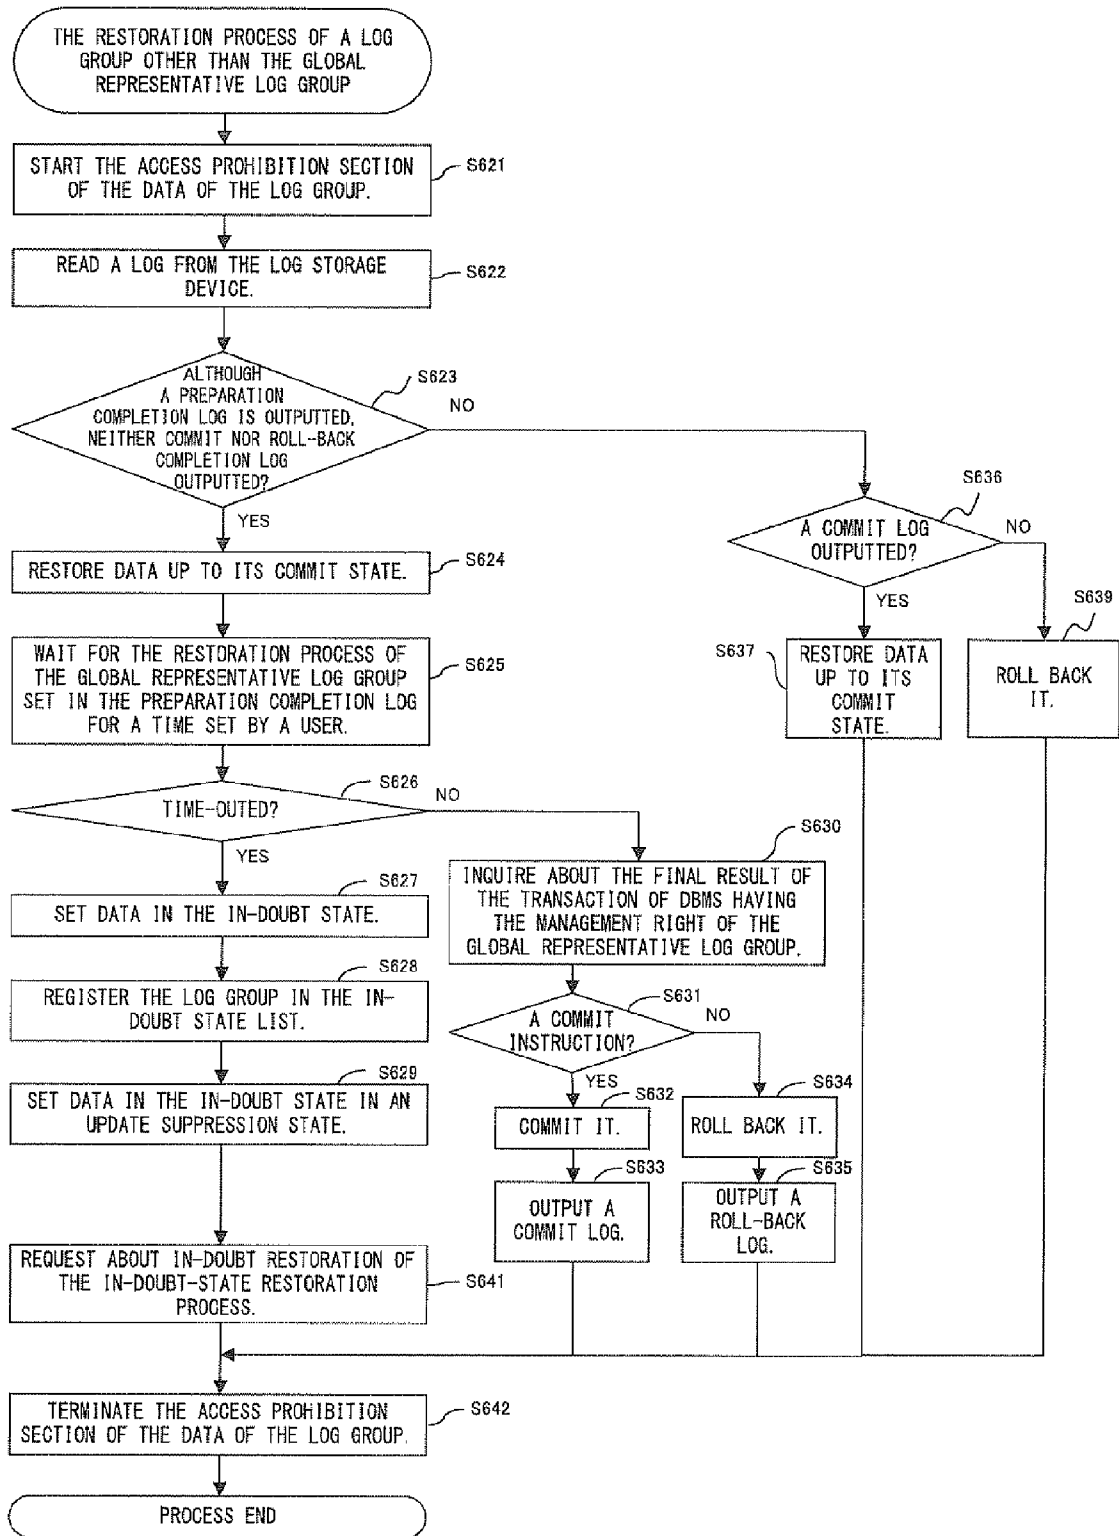 THE RESTORATION PROCESS OF A LOG
GROUP OTHER THAN THE GLOBAL
REPRESENTATIVE LOG GROUP
START THE ACCESS PROHIBITION SECTION
OF THE DATA OF THE LOG GROUP.
S621
READ A LOG FROM THE LOG STORAGE
DEVICE.
S622
ALTHOUGH
A PREPARATION
COMPLETION LOG IS OUTPUTTED,
NEITHER COMMIT NOR ROLL-BACK
COMPLETION LOG
OUTPUTTED?
S623
NO
YES
S636
A COMMIT LOG
OUTPUTTED?
NO
YES
RESTORE DATA UP TO ITS COMMIT STATE.
S624
S637
RESTORE DATA
UP TO ITS
COMMIT
STATE.
S639
ROLL BACK
IT.
WAIT FOR THE RESTORATION PROCESS OF
THE GLOBAL REPRESENTATIVE LOG GROUP
SET IN THE PREPARATION COMPLETION LOG
FOR A TIME SET BY A USER.
S625
TIME-OUTED?
S626
NO
YES
S630
INQUIRE ABOUT THE FINAL RESULT OF
THE TRANSACTION OF DBMS HAVING
THE MANAGEMENT RIGHT OF THE
GLOBAL REPRESENTATIVE LOG GROUP.
S627
SET DATA IN THE IN-DOUBT STATE.
S628
REGISTER THE LOG GROUP IN THE IN-
DOUBT STATE LIST.
S631
A COMMIT
INSTRUCTION?
NO
YES
S629
SET DATA IN THE IN-DOUBT STATE IN AN
UPDATE SUPPRESSION STATE.
S632
COMMIT IT.
S634
ROLL BACK IT.
S633
OUTPUT A
COMMIT LOG.
S635
OUTPUT A
ROLL-BACK
LOG.
REQUEST ABOUT IN-DOUBT RESTORATION OF
THE IN-DOUBT-STATE RESTORATION
PROCESS.
S641
TERMINATE THE ACCESS PROHIBITION
SECTION OF THE DATA OF THE LOG GROUP.
S642
PROCESS END